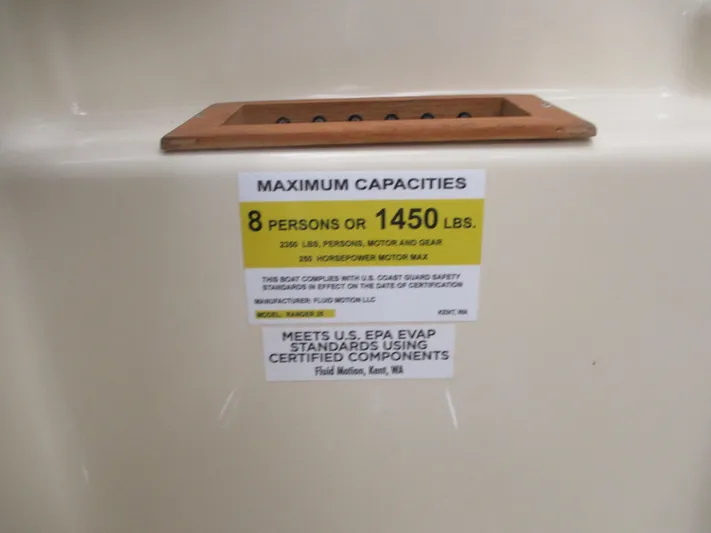 MAXIMUM CAPACITIES
8 PERSONS OR 1450 LBS.
2350 LBS, PERSONS, MOTOR AND GEAR
250 HORSEPOWER MOTOR MAX
THIS BOAT COMPLIES WITH U.S. COAST GUARD SAFETY
STANDARDS IN EFFECT ON THE DATE OF CERTIFICATION
MANUFACTURER: FLUID MOTION LLC
MODEL: RANGER KENT, WA
MEETS U.S. EPA EVAP
STANDARDS USING
CERTIFIED COMPONENTS
Fluid Motion, Kent, WA